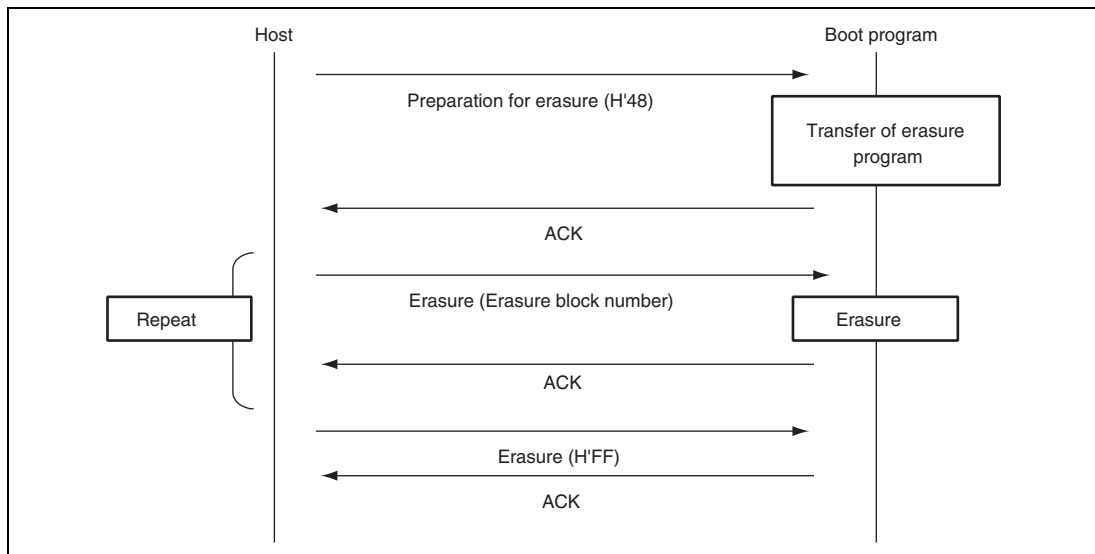 Host
Boot program
Preparation for erasure (H'48)
Transfer of erasure
program
ACK
Erasure (Erasure block number)
Repeat
Erasure
ACK
Erasure (H'FF)
ACK